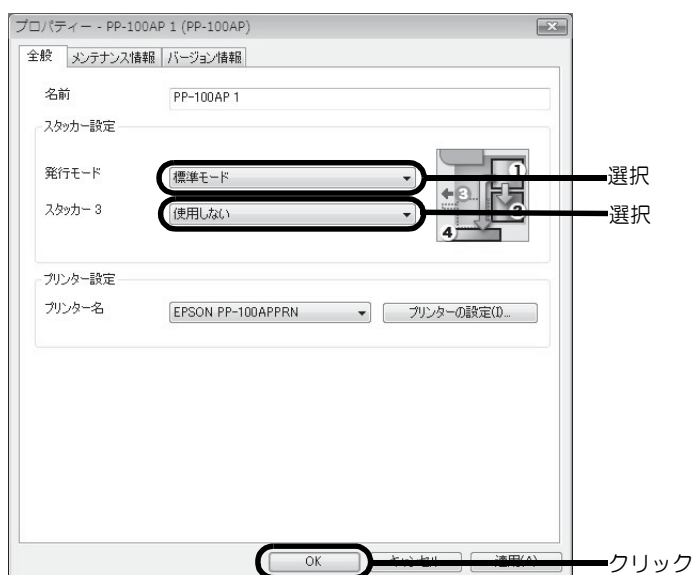 プロパティー - PP-100AP 1 (PP-100AP)
全般 メンテナンス情報 バージョン情報
名前 PP-100AP 1
スタッカー設定
発行モード 標準モード
選択
スタッカー 3 使用しない
選択
1
3
2
4
プリンター設定
プリンター名 EPSON PP-100APPRN プリンターの設定(I)...
OK キャンセル 適用(A)
クリック